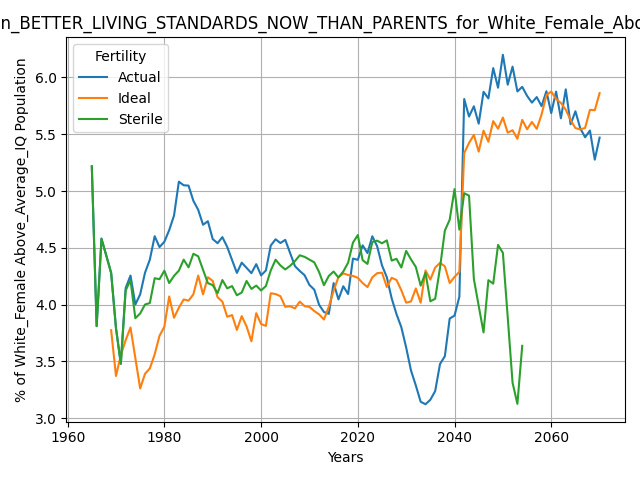 n_BETTER_LIVING_STANDARDS_NOW_THAN_PARENTS_for_White_Female_Abo
Fertility
Actual
Ideal
Sterile
% of White_Female Above_Average_IQ Population
6.0
5.5
5.0
4.5
4.0
3.5
3.0
1960 1980 2000 2020 2040 2060
Years